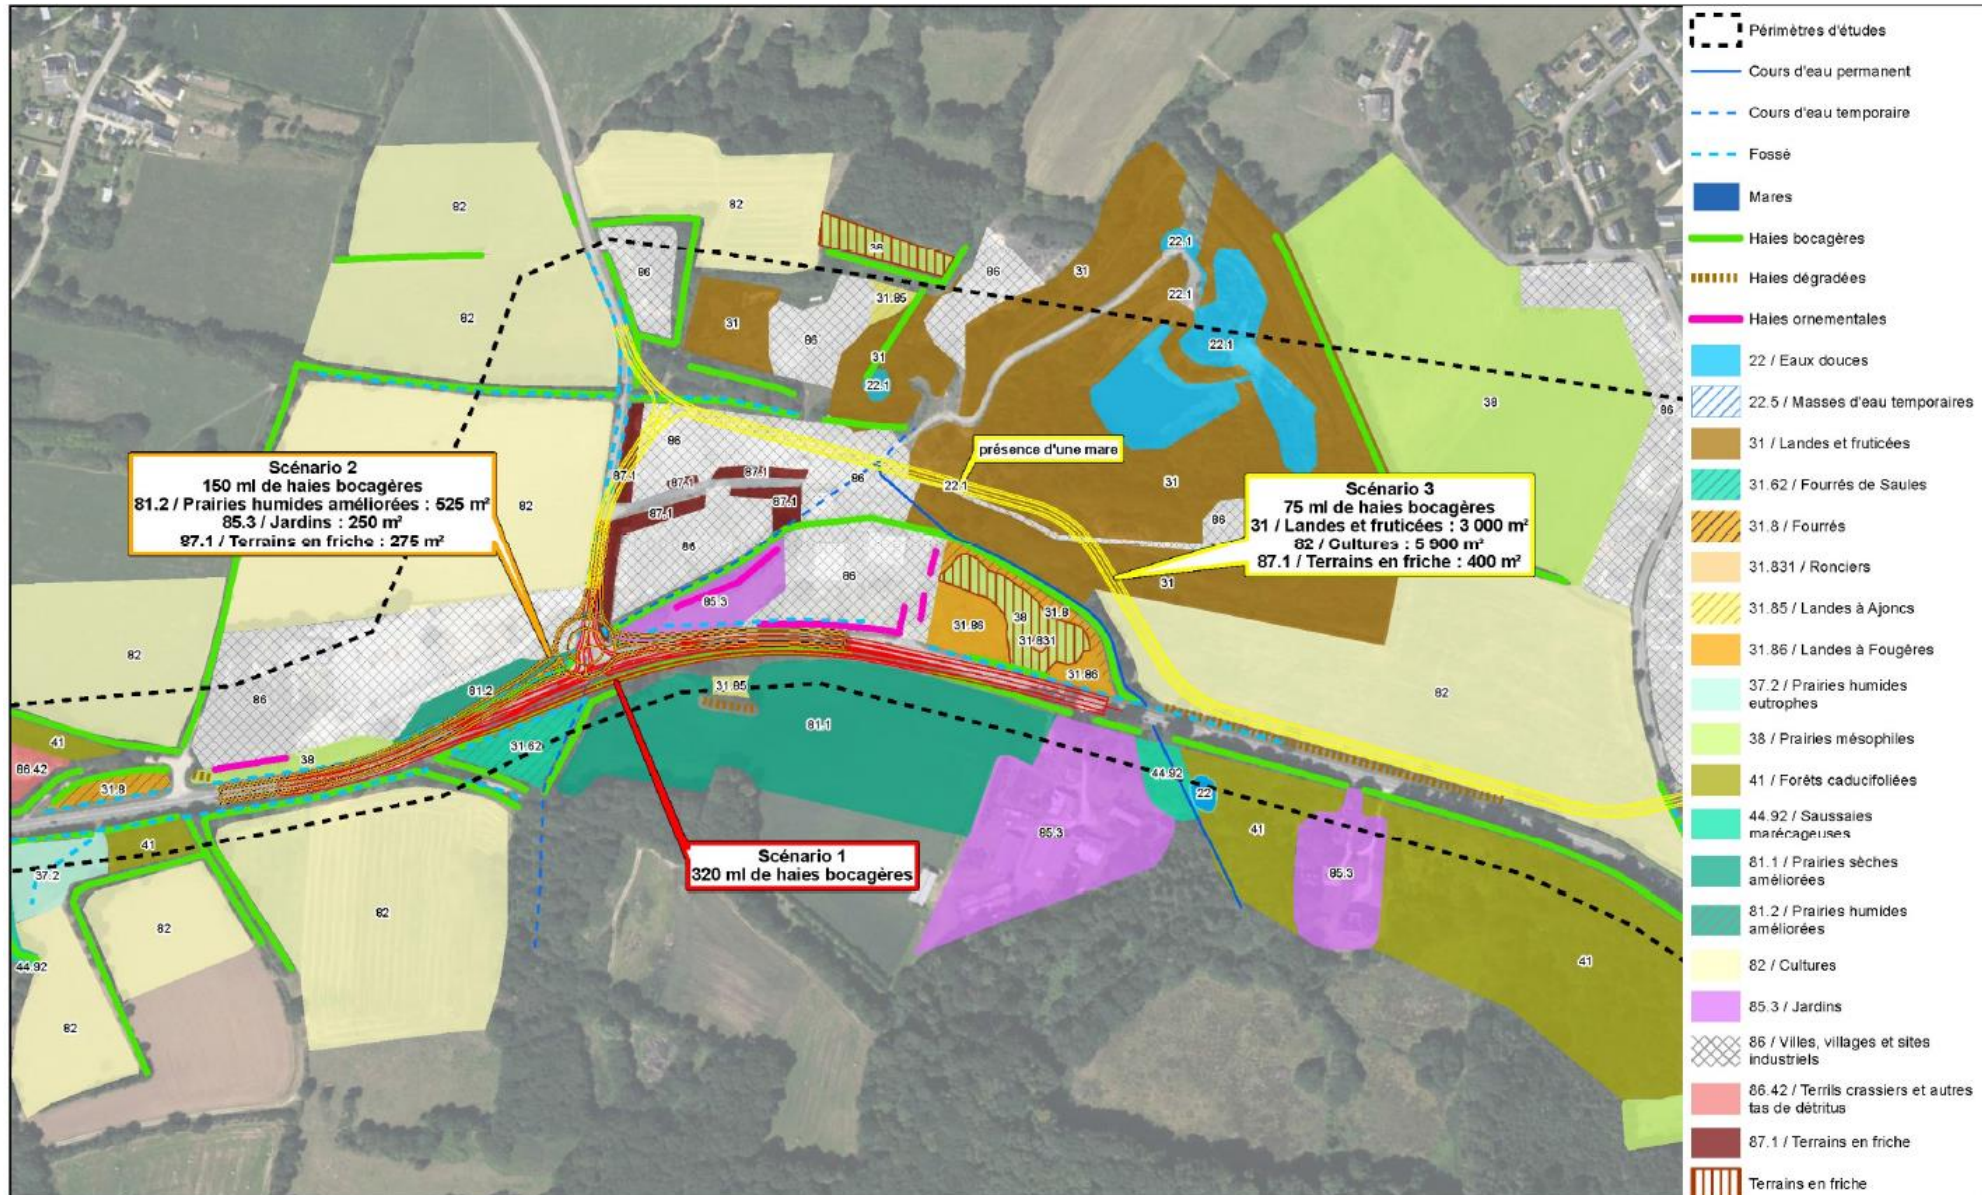 Périmètres d'études
Cours d'eau permanent
Cours d'eau temporaire
Fossé
Mares
Haies bocagères
Haies dégradées
Haies ornementales
22 / Eaux douces
22.5 / Masses d'eau temporaires
31 / Landes et fruticées
31.62 / Fourrés de Saules
31.8 / Fourrés
31.831 / Ronciers
31.85 / Landes à Ajoncs
31.86 / Landes à Fougères
37.2 / Prairies humides
eutrophes
38 / Prairies mésophiles
41 / Forêts caducifoliées
44.92 / Saussaies
marécageuses
81.1 / Prairies sèches
améliorées
81.2 / Prairies humides
améliorées
82 / Cultures
85.3 / Jardins
86 / Villes, villages et sites
industriels
86.42 / Terrils crassiers et autres
tas de détritus
87.1 / Terrains en friche
Terrains en friche
Scénario 2
150 ml de haies bocagères
81.2 / Prairies humides améliorées : 525 m²
85.3 / Jardins : 250 m²
87.1 / Terrains en friche : 275 m²
présence d'une mare
Scénario 3
75 ml de haies bocagères
31 / Landes et fruticées : 3 000 m²
82 / Cultures : 5 900 m²
87.1 / Terrains en friche : 400 m²
Scénario 1
320 ml de haies bocagères
82
82
38
86
22.1
86
31
31.85
22.1
31
82
86
31
22.1
22.1
38
86
86
87.1
87.1
87.1
86
22.1
31
86
82
87.1
87.1
86
86
31
85.3
38
31.8
31.86
31.831
31.86
82
81.2
31.85
82
86
81.1
31.62
41
38
86.42
31.8
44.92
22
85.3
41
41
37.2
85.3
82
82
44.92
41
82